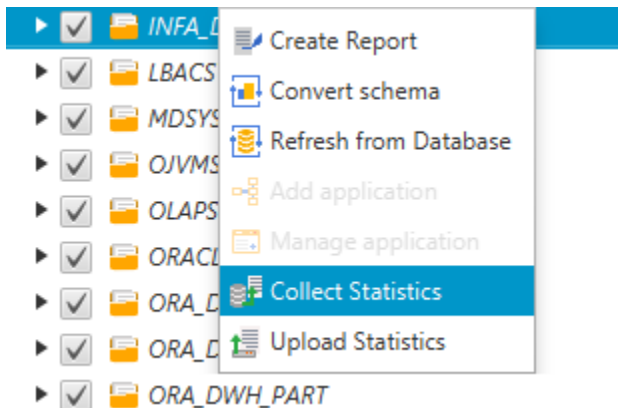 INFA_
LBACS
MDSYS
OJVMS
OLAPS
ORACL
ORA_D
ORA_D
ORA_DWH_PART
Create Report
Convert schema
Refresh from Database
Add application
Manage application
Collect Statistics
Upload Statistics